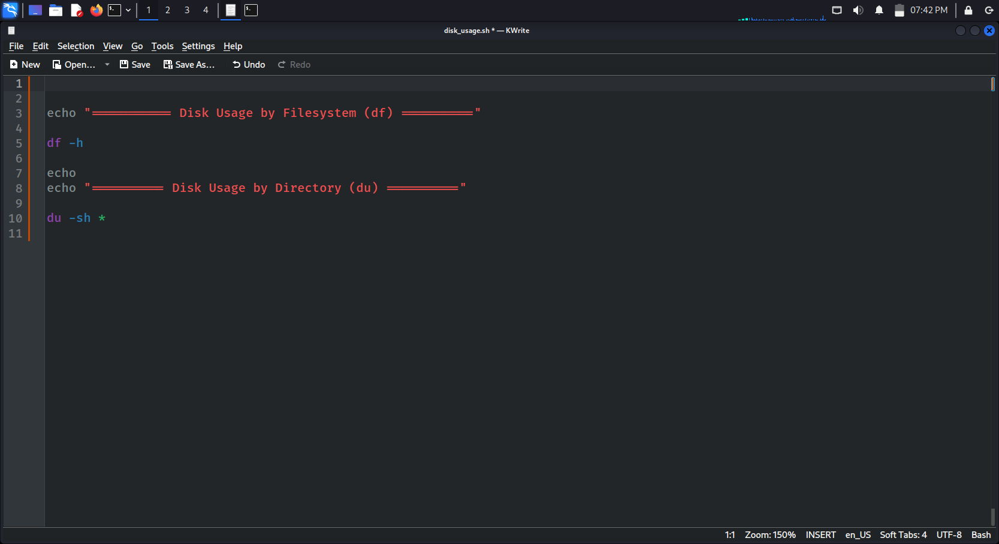 1 2 3 4 07:42 PM
disk_usage.sh * — KWrite
File Edit Selection View Go Tools Settings Help
New Open... Save Save As... Undo Redo
1
2
3 echo "=========== Disk Usage by Filesystem (df) =========="
4
5 df -h
6
7 echo
8 echo "========== Disk Usage by Directory (du) =========="
9
10 du -sh *
11
1:1 Zoom: 150% INSERT en_US Soft Tabs: 4 UTF-8 Bash